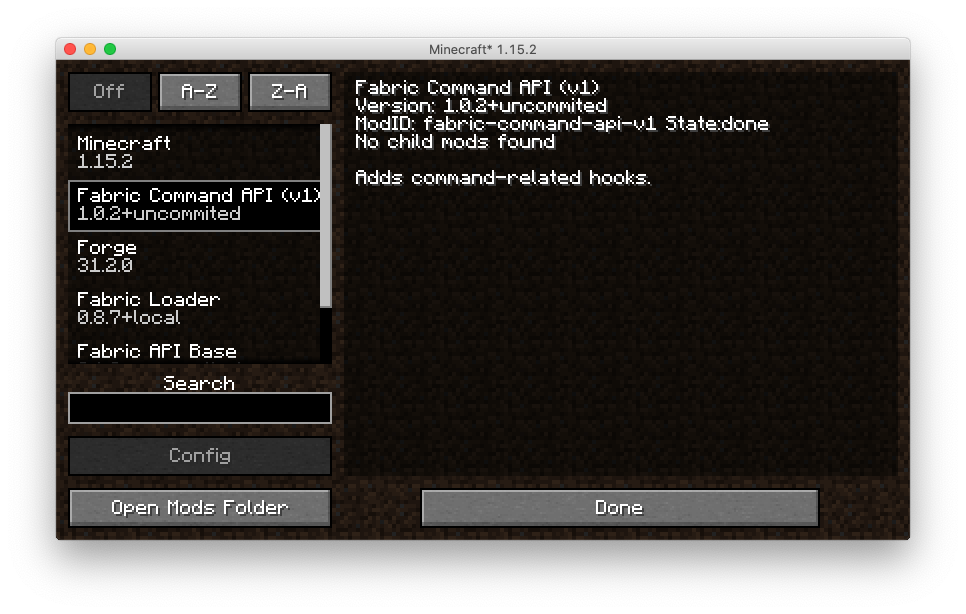 Minecraft* 1.15.2
Off
A-Z
Z-A
Minecraft
1.15.2
Fabric Command API (v1)
1.0.2+uncommited
Forge
31.2.0
Fabric Loader
0.8.7+local
Fabric API Base
Search
Config
Open Mods Folder
Fabric Command API (v1)
Version: 1.0.2+uncommited
ModID: fabric-command-api-v1 State:done
No child mods found
Adds command-related hooks.
Done